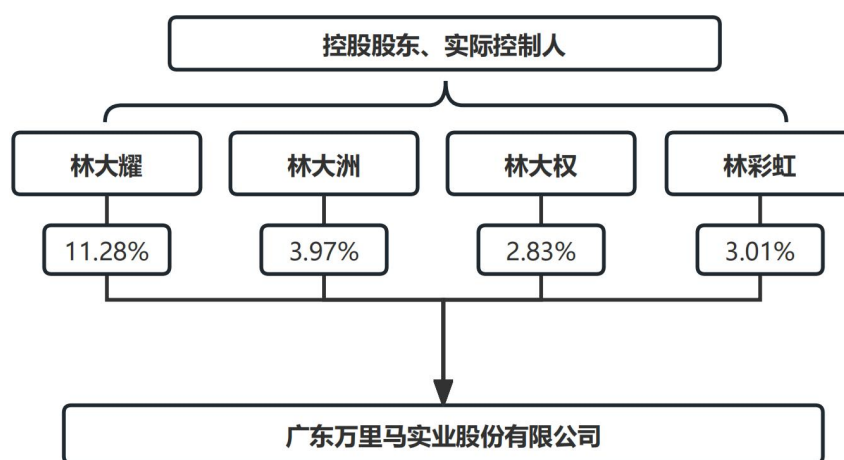 控股股东、实际控制人
林大耀
林大洲
林大权
林彩虹
11.28%
3.97%
2.83%
3.01%
广东万里马实业股份有限公司